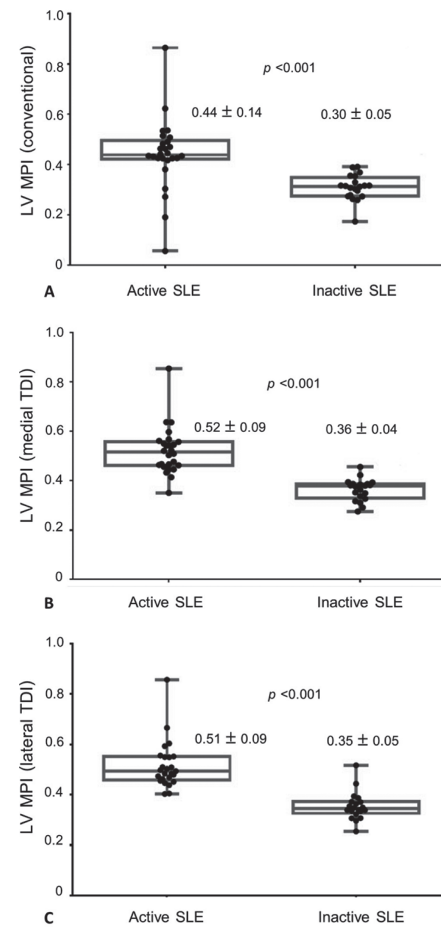 1.0
LV MPI (conventional)
0.8
p <0.001
0.6
0.44 ± 0.14
0.30 ± 0.05
0.4
0.2
0
A
Active SLE
Inactive SLE
1.0
LV MPI (medial TDI)
p <0.001
0.8
0.52 ± 0.09
0.36 ± 0.04
0.6
0.4
0.2
0
B
Active SLE
Inactive SLE
1.0
LV MPI (lateral TDI)
p <0.001
0.8
0.51 ± 0.09
0.35 ± 0.05
0.6
0.4
0.2
0
C
Active SLE
Inactive SLE